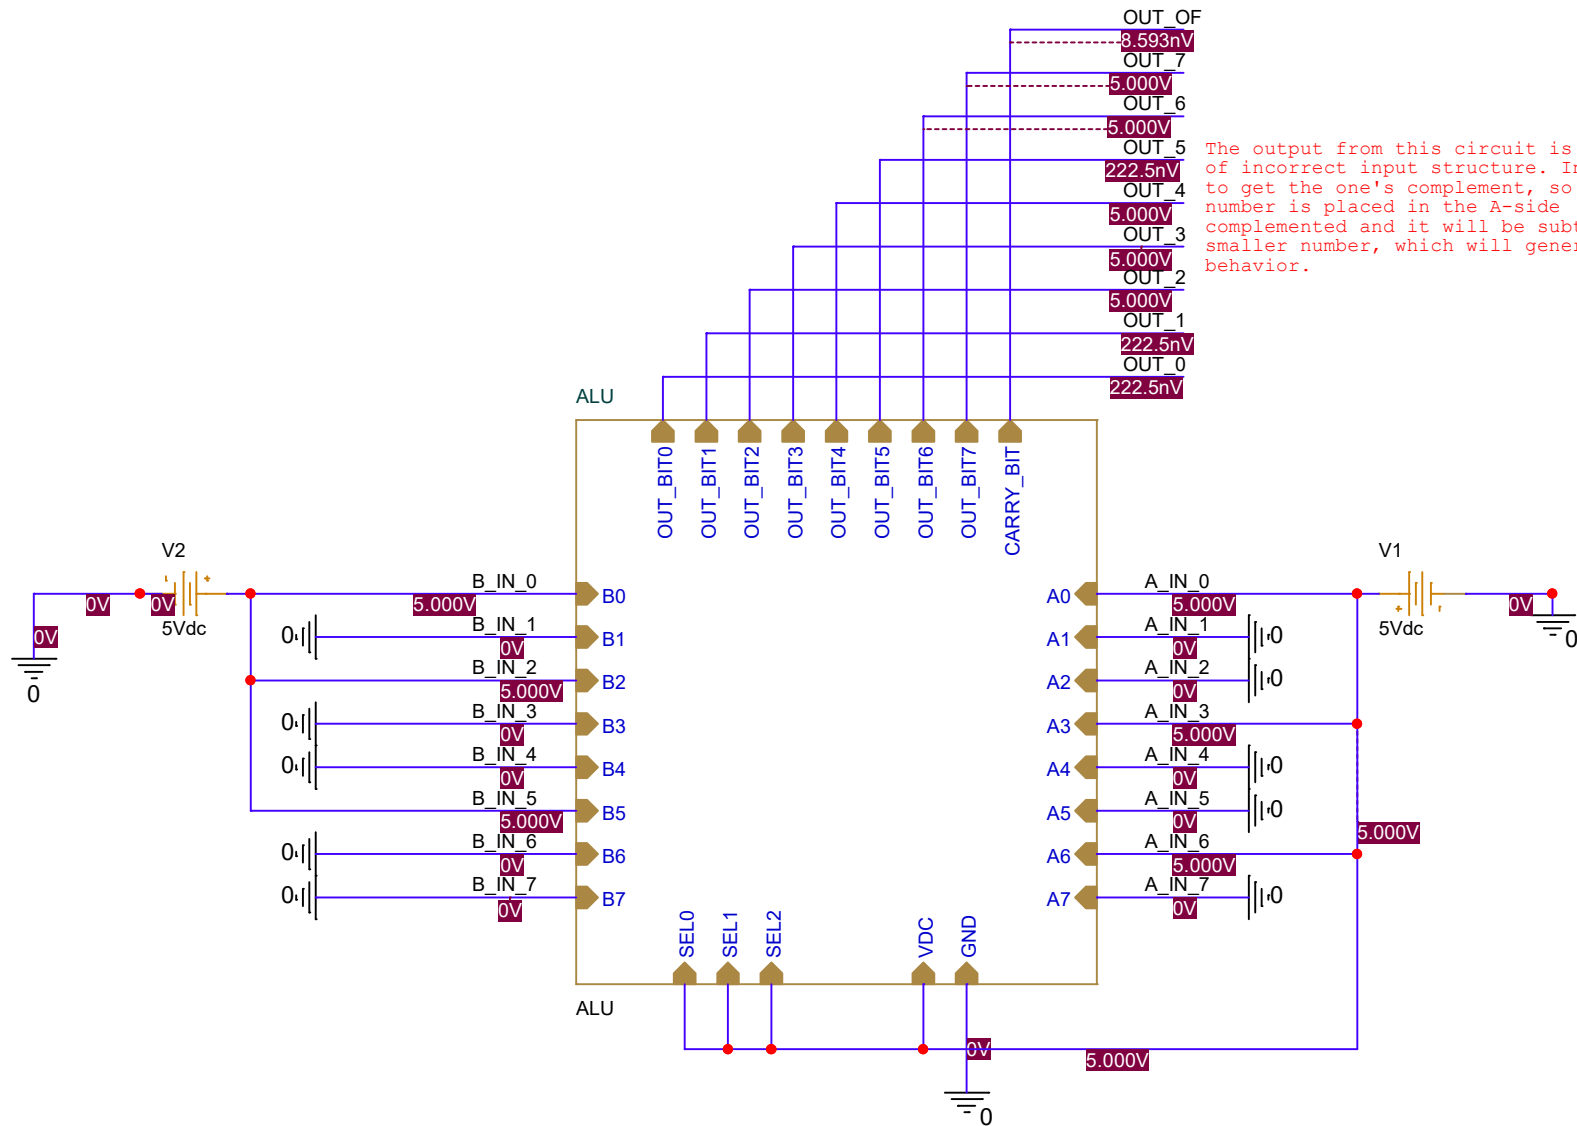 OUT_OF
8.593nV
OUT_7
5.000V
OUT_6
5.000V
OUT_5
222.5nV
OUT_4
5.000V
OUT_3
5.000V
OUT_2
5.000V
OUT_1
222.5nV
OUT_0
222.5nV
The output from this circuit is
of incorrect input structure.
to get the one's complement, so
number is placed in the A-side
complemented and it will be
smaller number, which will
behavior.
ALU
OUT_BIT0
OUT_BIT1
OUT_BIT2
OUT_BIT3
OUT_BIT4
OUT_BIT5
OUT_BIT6
OUT_BIT7
CARRY_BIT
V2
5Vdc
0V
0V
0V
0
B_IN_0
5.000V
B0
B_IN_1
0
0V
B1
B_IN_2
5.000V
B2
B_IN_3
0
0V
B3
B_IN_4
0
0V
B4
B_IN_5
5.000V
B5
B_IN_6
0
0V
B6
B_IN_7
0
0V
B7
V1
5Vdc
0V
0
A_IN_0
A0
5.000V
A_IN_1
A1
0V
0
A_IN_2
A2
0V
0
A_IN_3
A3
5.000V
A_IN_4
A4
0V
0
A_IN_5
A5
0V
0
5.000V
A_IN_6
A6
5.000V
A_IN_7
A7
0V
0
SEL0
SEL1
SEL2
VDC
GND
ALU
0V
5.000V
0